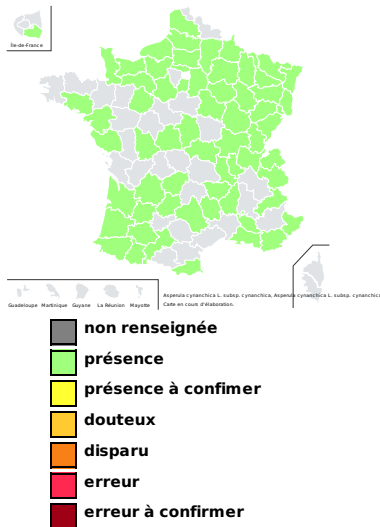 Île-de-France
Guadeloupe Martinique Guyane La Réunion Mayotte
Asperula cynanchica L. subsp. cynanchica, Asperula cynanchica L. subsp. cynanchica
Carte en cours d'élaboration.
non renseignée
présence
présence à confimer
douteux
disparu
erreur
erreur à confirmer